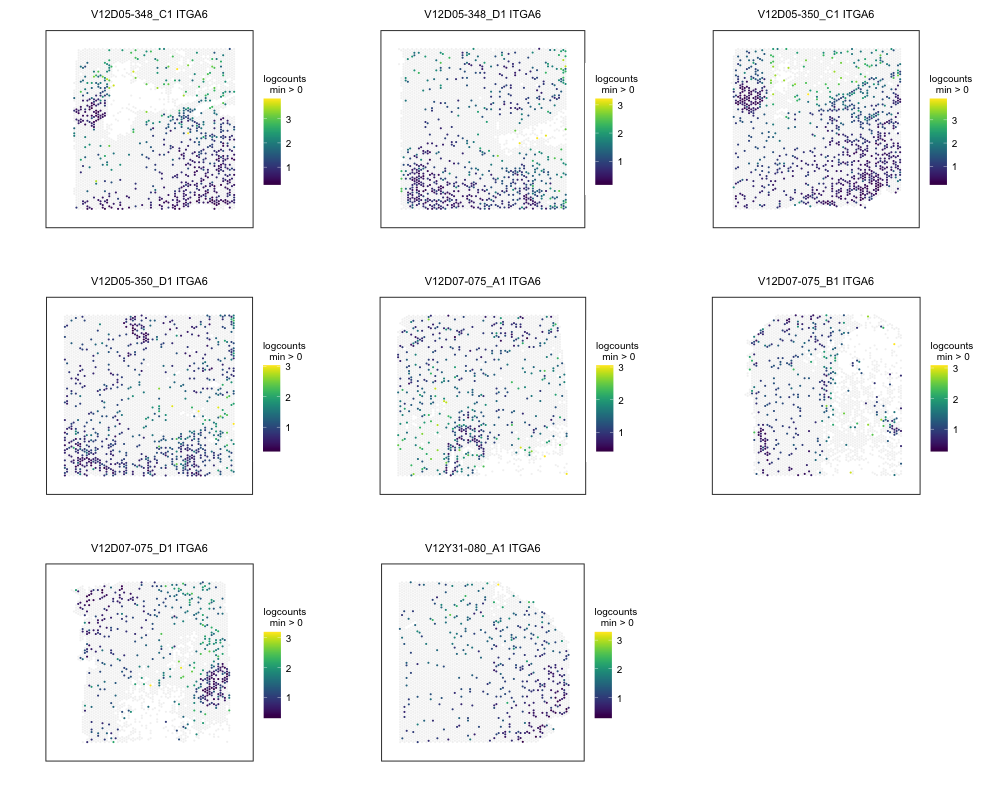 V12D05-348_C1 ITGA6
logcounts
min > 0
3
2
1
V12D05-348_D1 ITGA6
logcounts
min > 0
3
2
1
V12D05-350_C1 ITGA6
logcounts
min > 0
3
2
1
V12D05-350_D1 ITGA6
logcounts
min > 0
3
2
1
V12D07-075_A1 ITGA6
logcounts
min > 0
3
2
1
V12D07-075_B1 ITGA6
logcounts
min > 0
3
2
1
V12D07-075_D1 ITGA6
logcounts
min > 0
3
2
1
V12Y31-080_A1 ITGA6
logcounts
min > 0
3
2
1